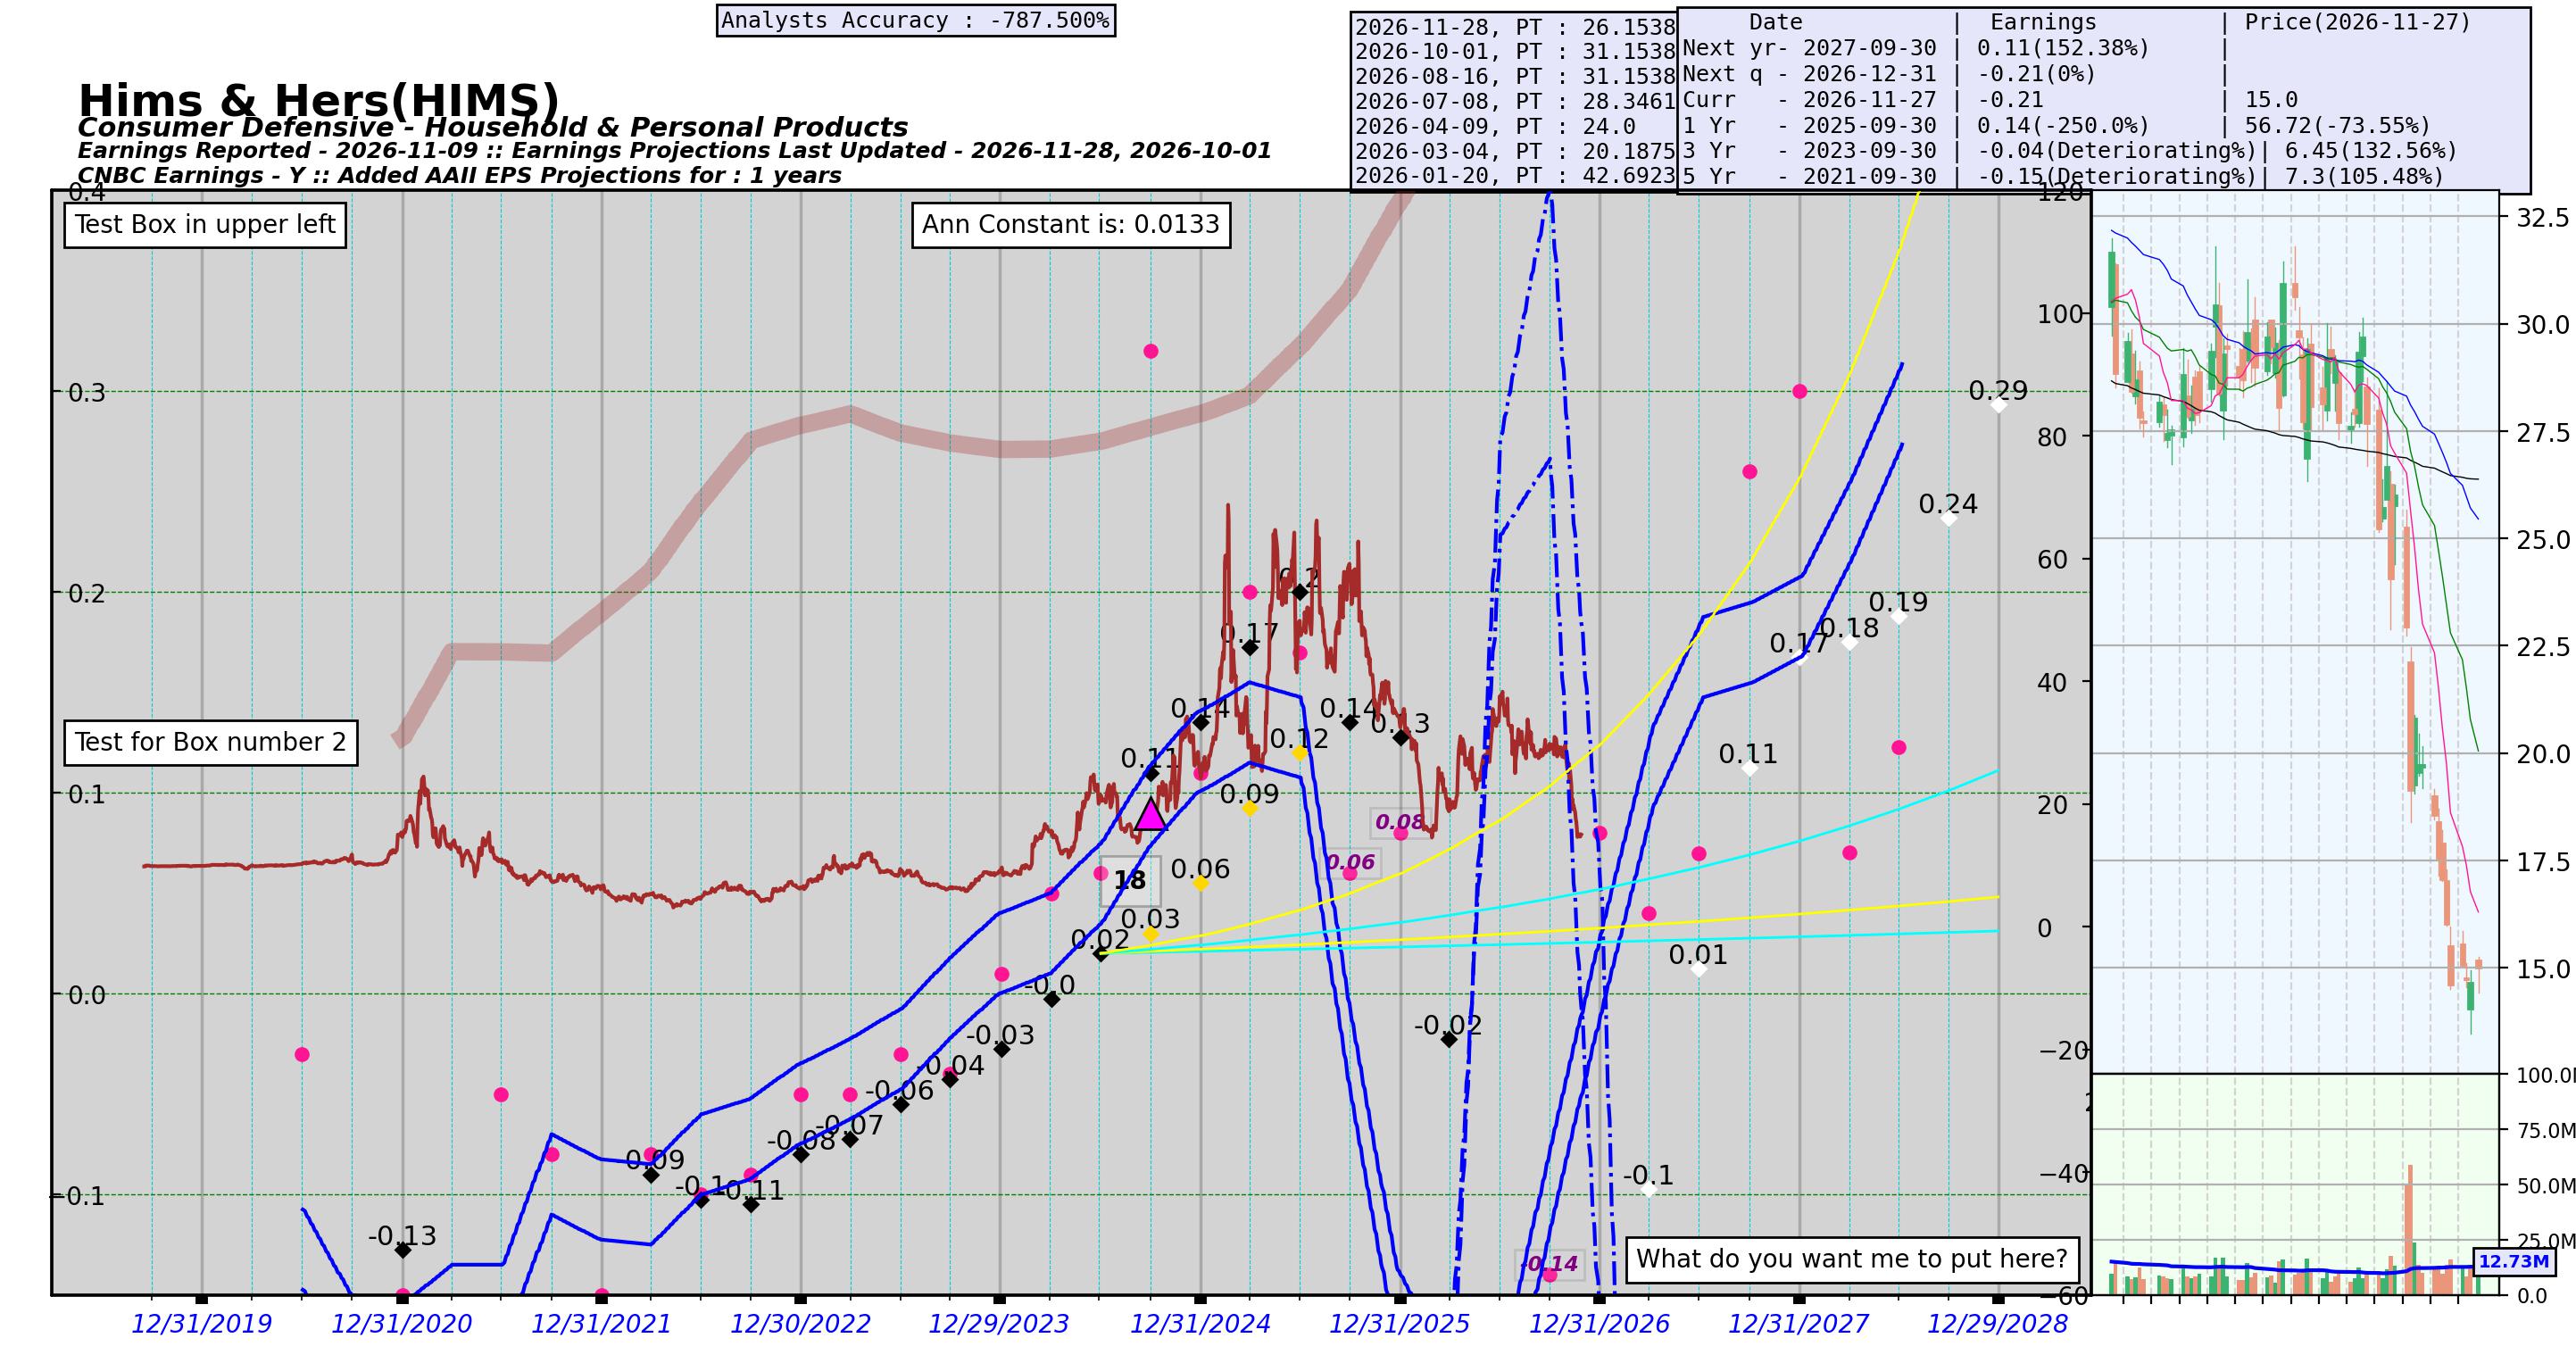 Analysts Accuracy : -787.500%
2026-11-28, PT : 26.1538
2026-10-01, PT : 31.1538
2026-08-16, PT : 31.1538
2026-07-08, PT : 28.3461
2026-04-09, PT : 24.0
2026-03-04, PT : 20.1875
2026-01-20, PT : 42.6923
Date | Earnings | Price(2026-11-27)
Next yr- 2027-09-30 | 0.11(152.38%) |
Next q - 2026-12-31 | -0.21(0%) |
Curr - 2026-11-27 | -0.21 | 15.0
1 Yr - 2025-09-30 | 0.14(-250.0%) | 56.72(-73.55%)
3 Yr - 2023-09-30 | -0.04(Deteriorating%)| 6.45(132.56%)
5 Yr - 2021-09-30 | -0.15(Deteriorating%)| 7.3(105.48%)
Hims & Hers(HIMS)
Consumer Defensive - Household & Personal Products
Earnings Reported - 2026-11-09 :: Earnings Projections Last Updated - 2026-11-28, 2026-10-01
CNBC Earnings - Y :: Added AAII EPS Projections for : 1 years
Test Box in upper left
Ann Constant is: 0.0133
Test for Box number 2
What do you want me to put here?
0.4
0.3
0.2
0.1
0.0
−0.1
-0.13
0.09
-0.1
0.11
-0.08
-0.07
-0.06
0.04
-0.03
-0.0
0.02
0.11
0.03
18
0.14
0.06
0.17
0.09
0.2
0.12
0.14
0.06
0.08
-0.02
-0.14
-0.1
0.01
0.11
0.17
0.18
0.19
0.24
0.29
120
100
80
60
40
20
0
−20
−40
−60
32.5
30.0
27.5
25.0
22.5
20.0
17.5
15.0
75.0M
50.0M
25.0M
12.73M
0.0
12/31/2019
12/31/2020
12/31/2021
12/30/2022
12/29/2023
12/31/2024
12/31/2025
12/31/2026
12/31/2027
12/29/2028